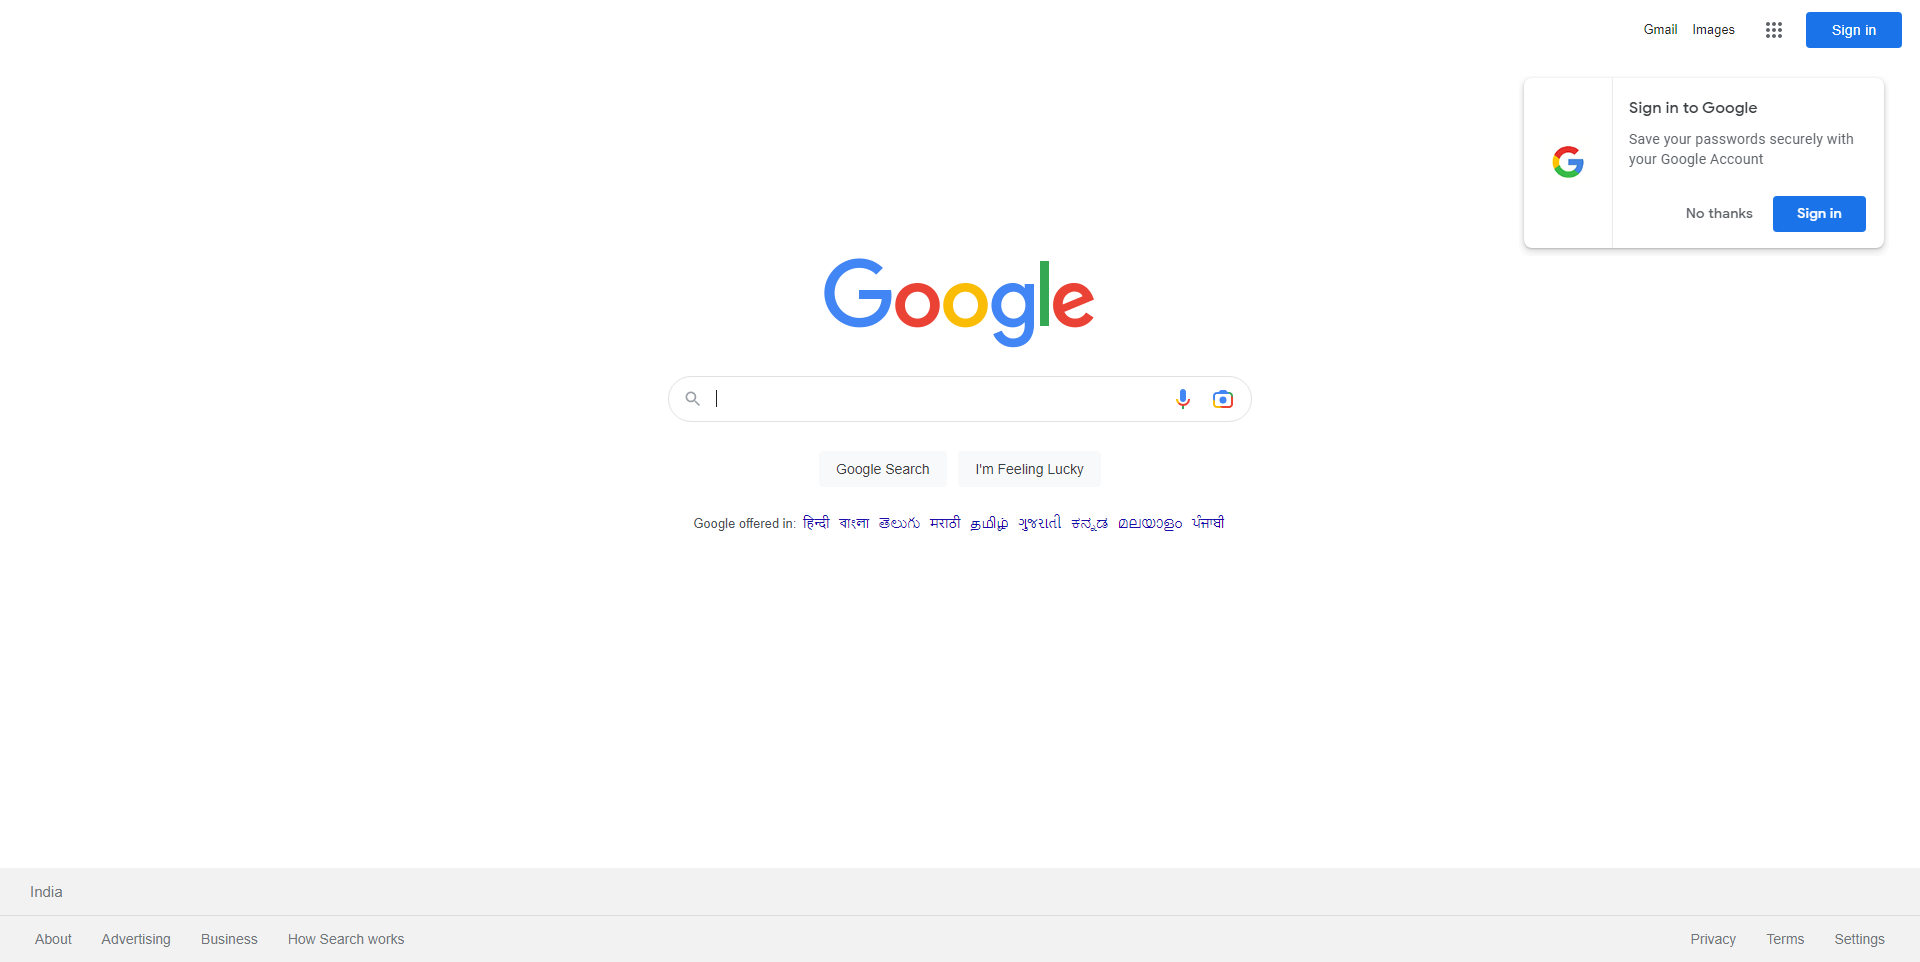 Gmail Images Sign in
Sign in to Google
Save your passwords securely with
your Google Account
No thanks Sign in
Google
Google Search I'm Feeling Lucky
Google offered in: हिन्दी বাংলা తెలుగు मराठी தமிழ் ગુજરાતી ಕನ್ನಡ മലയാളം ਪੰਜਾਬੀ
India
About Advertising Business How Search works Privacy Terms Settings